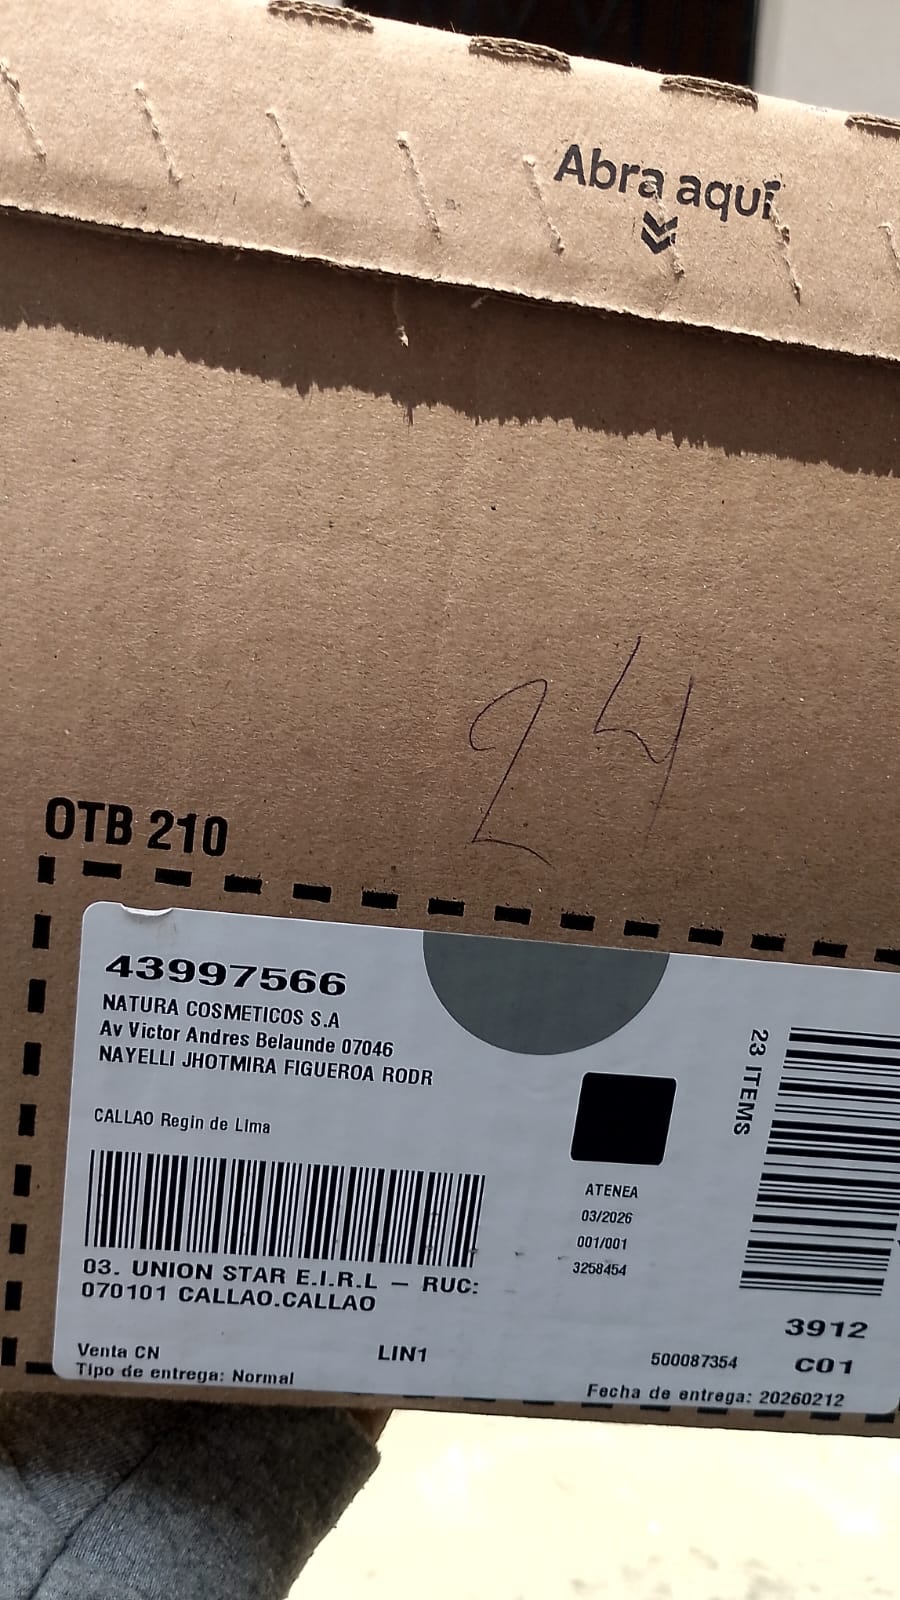 Abra aquí
24
OTB 210
43997566
NATURA COSMETICOS S.A
Av Victor Andres Belaunde 07046
NAYELLI JHOTMIRA FIGUEROA RODR
CALLAO Regin de Lima
23 ITEMS
ATENEA
03/2026
001/001
3258454
03. UNION STAR E.I.R.L — RUC:
070101 CALLAO.CALLAO
3912
Venta CN
LIN1
500087354
C01
Tipo de entrega: Normal
Fecha de entrega: 20260212